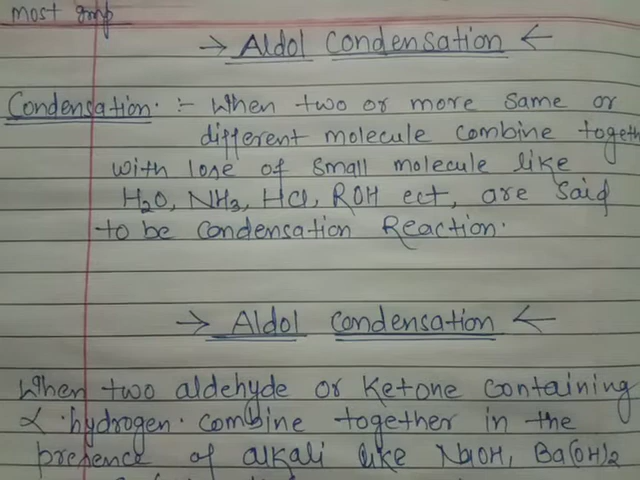 most imp
→ Aldol Condensation ←
Condensation :- When two or more same or
different molecule combine togeth
with lose of small molecule like
H₂O, NH₃, HCl, ROH ect, are said
to be Condensation Reaction.
→ Aldol Condensation ←
When two aldehyde or Ketone containing
α hydrogen combine together in the
presence of alkali like NaOH, Ba(OH)₂